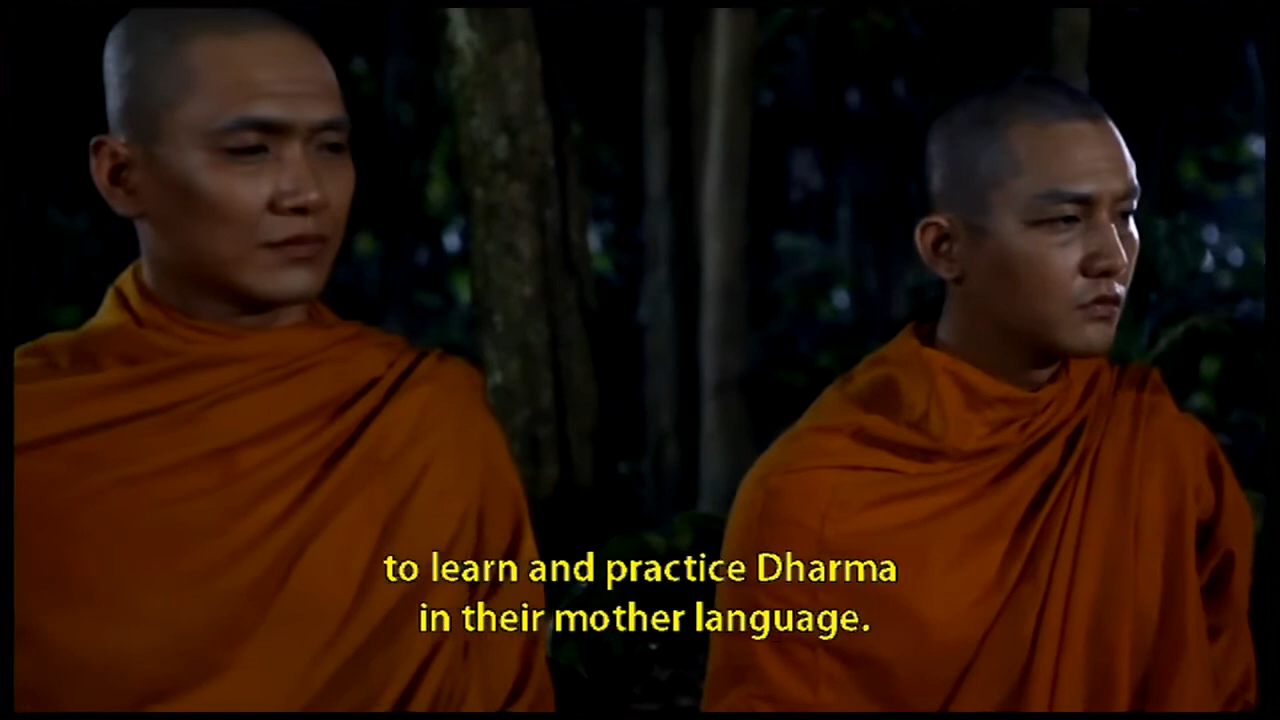 to learn and practice Dharma
in their mother language.